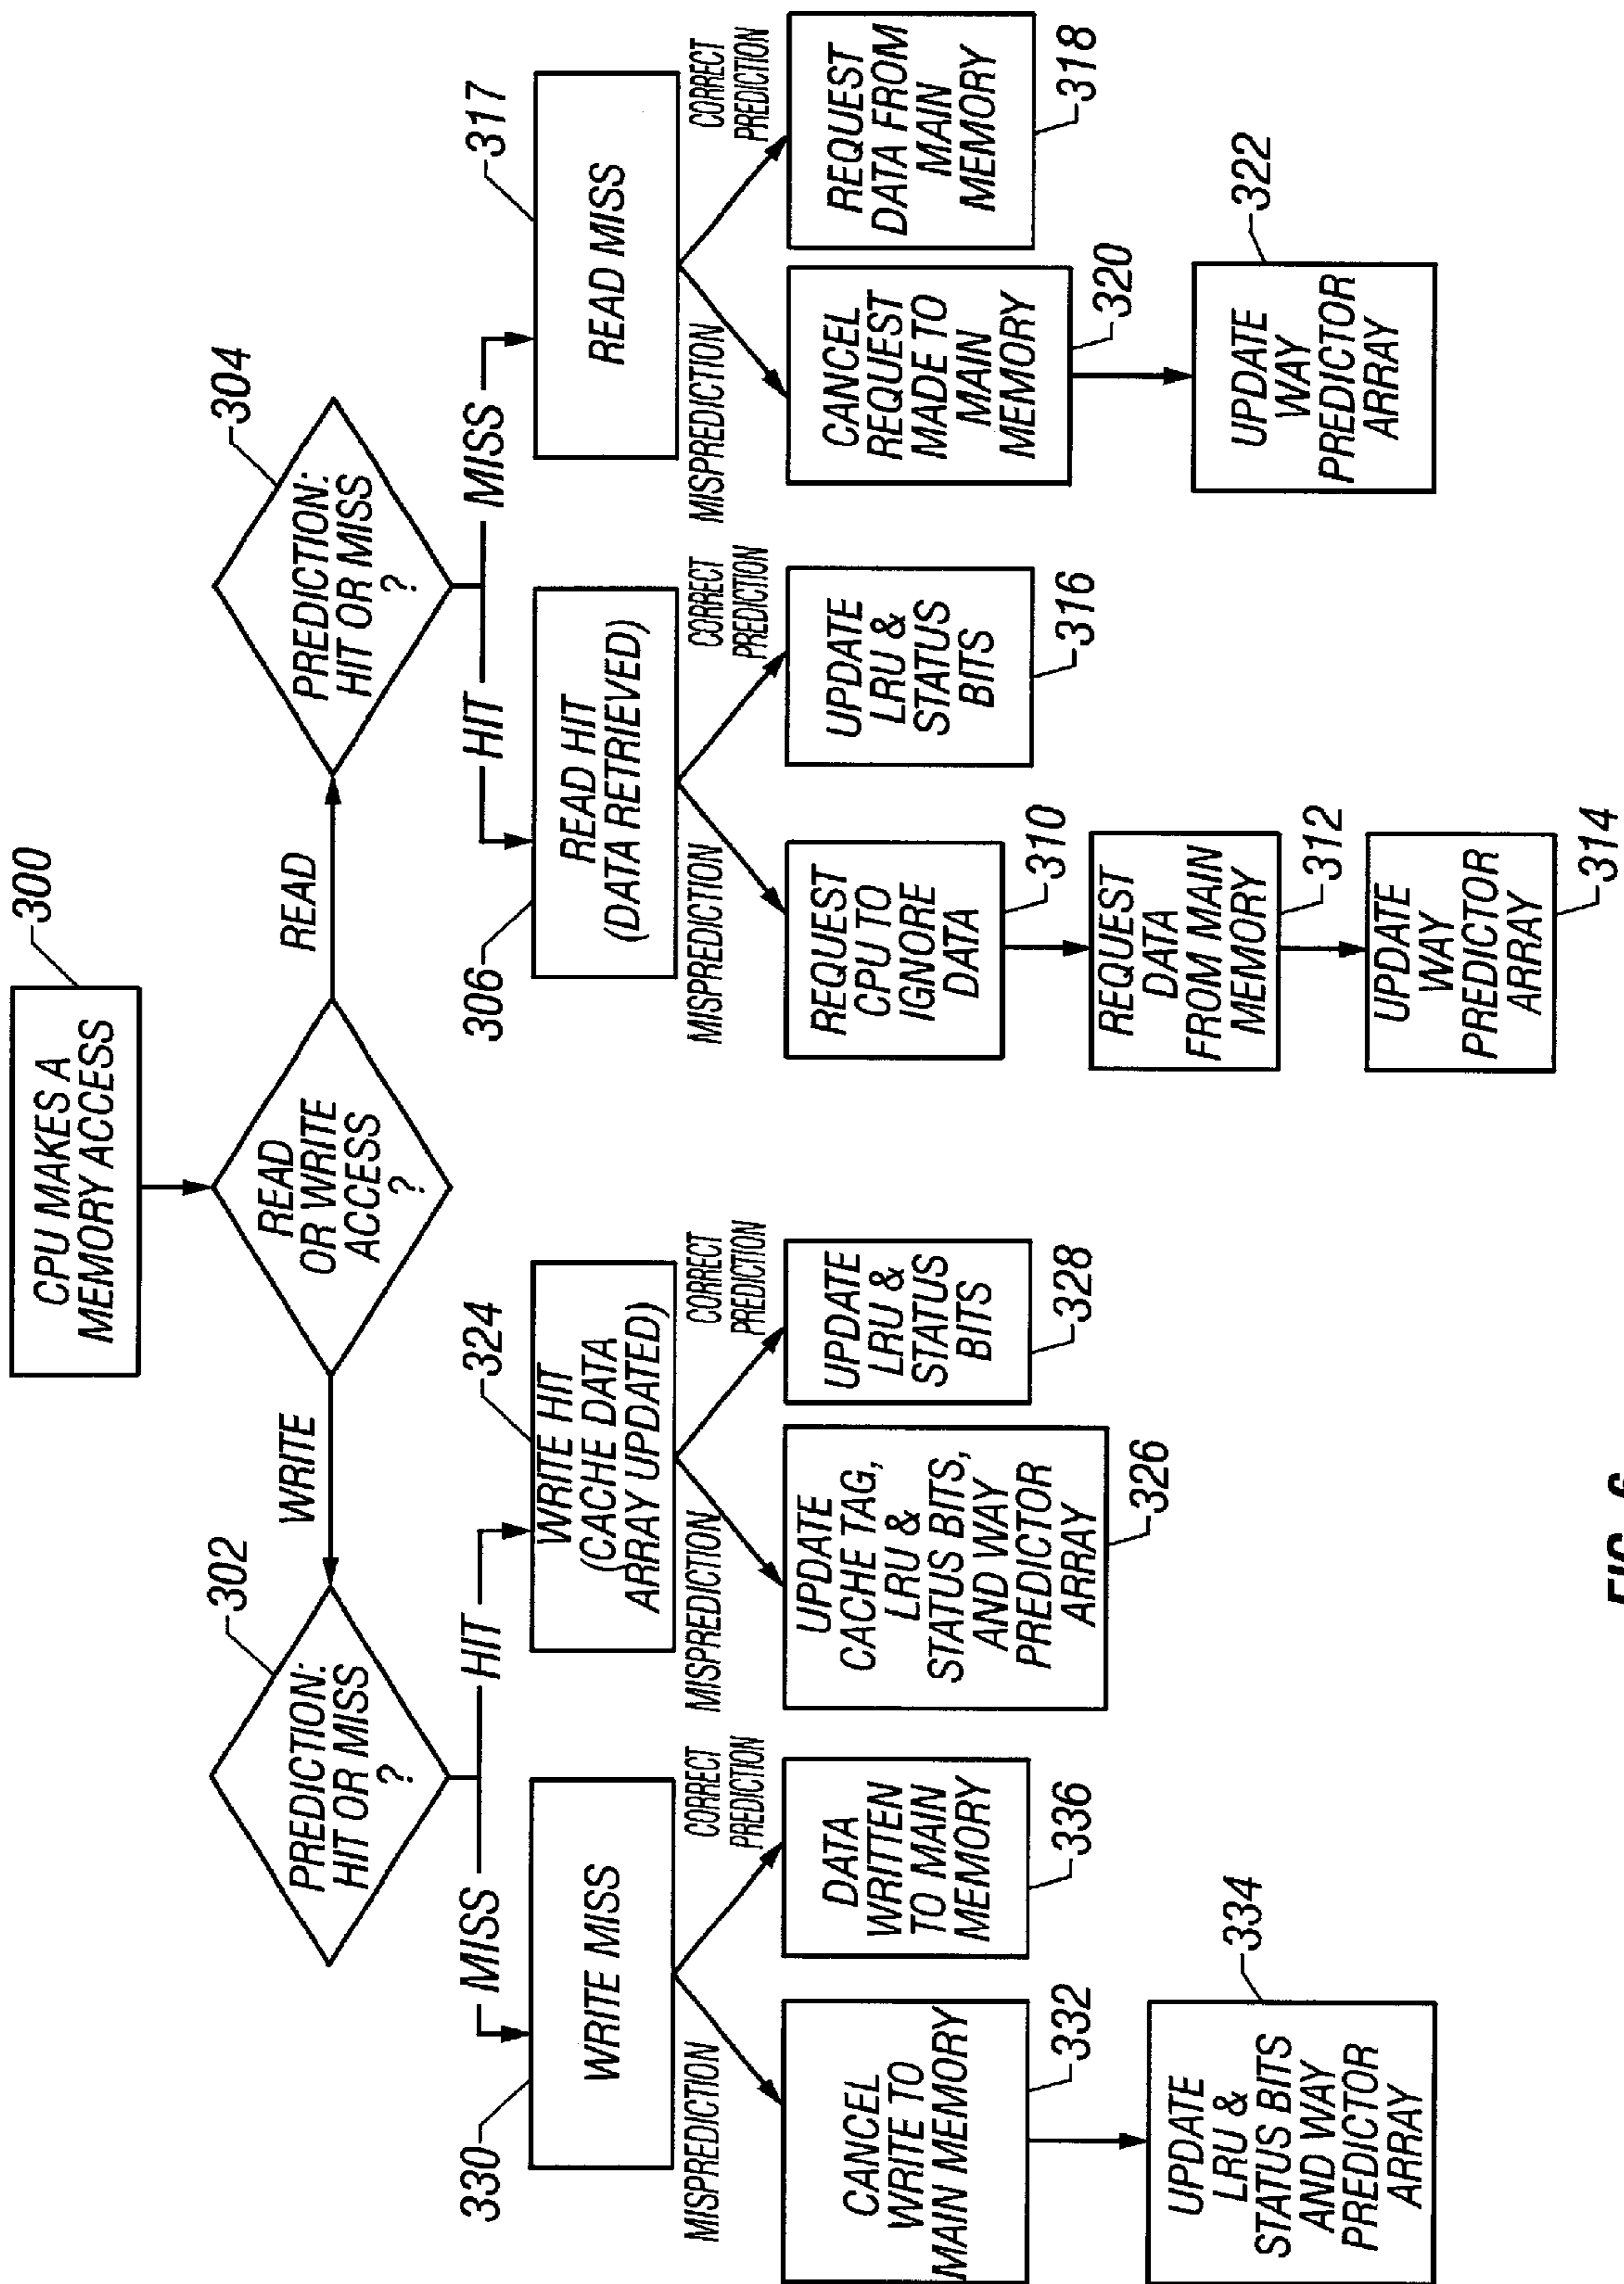 CPU MAKES A
MEMORY ACCESS
300
READ
OR WRITE
ACCESS
?
WRITE
READ
302
PREDICTION:
HIT OR MISS
?
304
PREDICTION:
HIT OR MISS
?
MISS
HIT
HIT
MISS
330
WRITE MISS
324
WRITE HIT
(CACHE DATA
ARRAY UPDATED)
306
READ HIT
(DATA RETRIEVED)
317
READ MISS
MISPREDICTION
CORRECT
PREDICTION
MISPREDICTION
CORRECT
PREDICTION
MISPREDICTION
CORRECT
PREDICTION
MISPREDICTION
CORRECT
PREDICTION
CANCEL
WRITE TO
MAIN MEMORY
332
DATA
WRITTEN
TO MAIN
MEMORY
336
UPDATE
CACHE TAG,
LRU &
STATUS BITS,
AND WAY
PREDICTOR
ARRAY
326
UPDATE
LRU &
STATUS
BITS
328
REQUEST
CPU TO
IGNORE
DATA
310
UPDATE
LRU &
STATUS
BITS
316
CANCEL
REQUEST
MADE TO
MAIN
MEMORY
320
REQUEST
DATA FROM
MAIN
MEMORY
318
UPDATE
LRU &
STATUS BITS
AND WAY
PREDICTOR
ARRAY
334
REQUEST
DATA
FROM MAIN
MEMORY
312
UPDATE
WAY
PREDICTOR
ARRAY
322
UPDATE
WAY
PREDICTOR
ARRAY
314